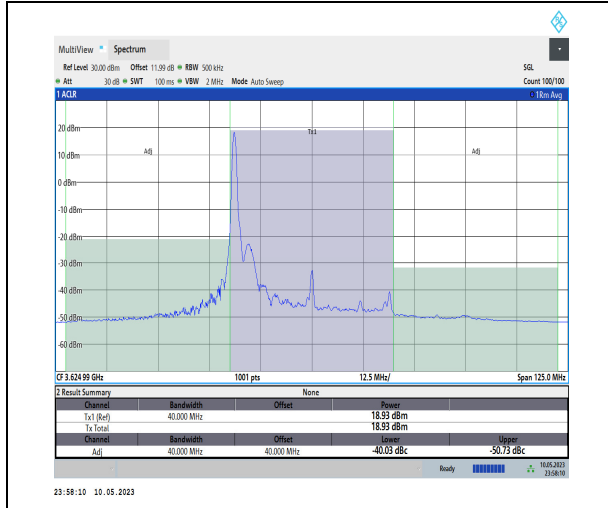 MultiView Spectrum
Ref Level 30.00 dBm Offset 11.99 dB RBW 500 kHz SGL
Att 30 dB SWT 100 ms VBW 2 MHz Mode Auto Sweep Count 100/100
1 ACLR 1Rm Avg
20 dBm
Tx1
10 dBm
Adj
Adj
0 dBm
-10 dBm
-20 dBm
-30 dBm
-40 dBm
-50 dBm
-60 dBm
CF 3.62499 GHz 1001 pts 12.5 MHz/ Span 125.0 MHz
2 Result Summary None
Channel Bandwidth Offset Power
Tx1 (Ref) 40.000 MHz 18.93 dBm
Tx Total 18.93 dBm
Channel Bandwidth Offset Lower Upper
Adj 40.000 MHz 40.000 MHz -40.03 dBc -50.73 dBc
Ready 10.05.2023
23:58:10
23:58:10 10.05.2023